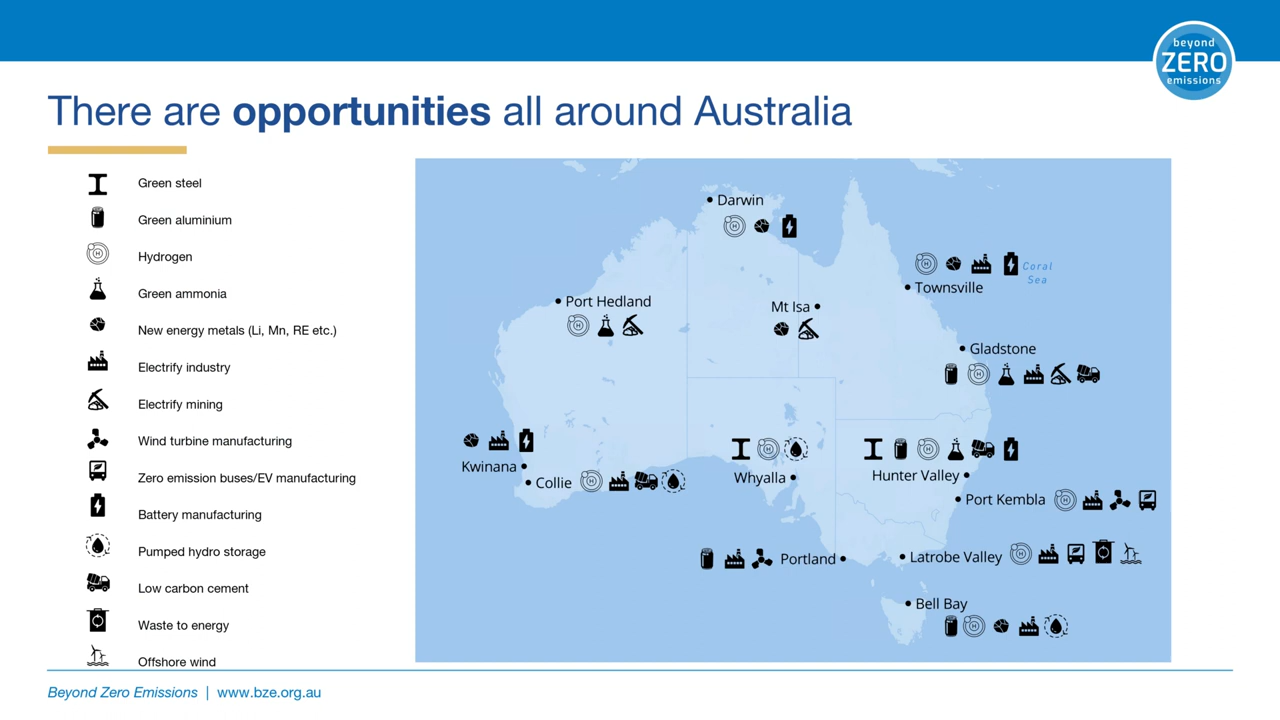 beyond
ZERO
emissions
There are opportunities all around Australia
Green steel
Green aluminium
Hydrogen
Green ammonia
New energy metals (Li, Mn, RE etc.)
Electrify industry
Electrify mining
Wind turbine manufacturing
Zero emission buses/EV manufacturing
Battery manufacturing
Pumped hydro storage
Low carbon cement
Waste to energy
Offshore wind
Darwin
Coral
Sea
Townsville
Port Hedland
Mt Isa
Gladstone
Kwinana
Collie
Whyalla
Hunter Valley
Port Kembla
Portland
Latrobe Valley
Bell Bay
Beyond Zero Emissions | www.bze.org.au